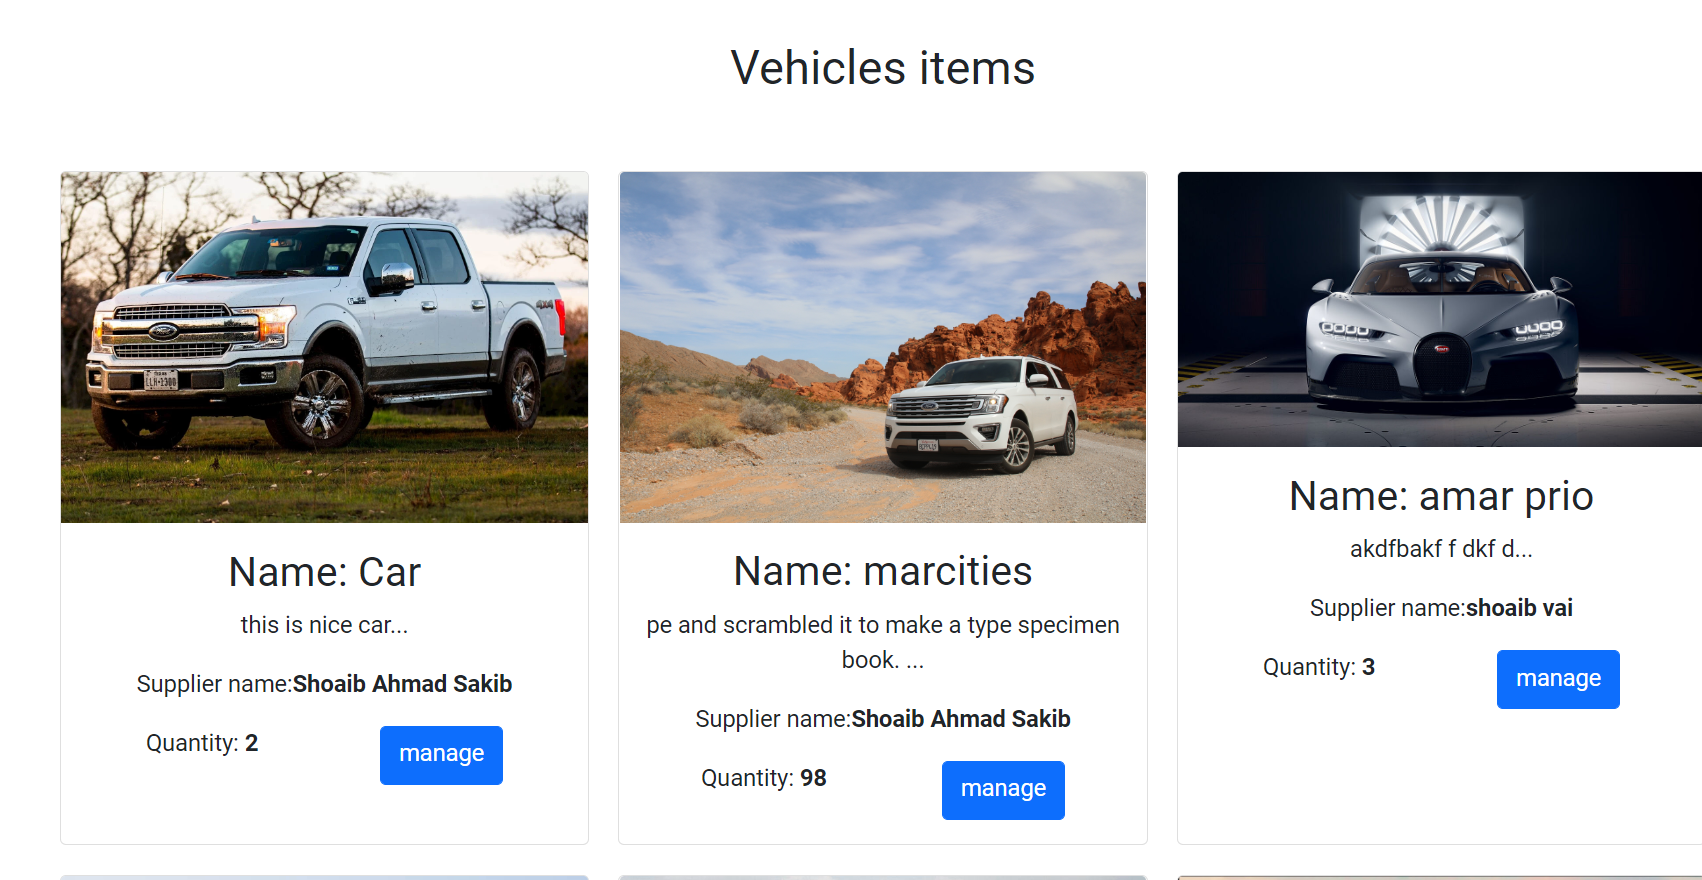 Vehicles items
4x4
Name: Car
this is nice car...
Supplier name:Shoaib Ahmad Sakib
Quantity: 2
manage
Name: marcities
pe and scrambled it to make a type specimen
book. ...
Supplier name:Shoaib Ahmad Sakib
Quantity: 98
manage
Name: amar prio
akdfbakf f dkf d...
Supplier name:shoaib vai
Quantity: 3
manage